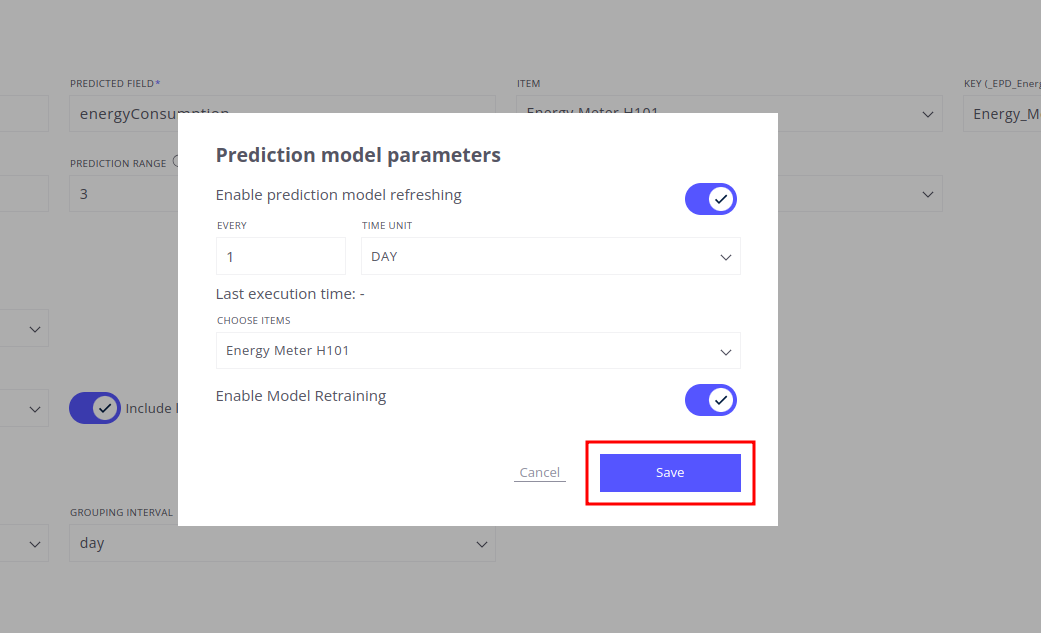 PREDICTED FIELD*
ITEM
KEY (_EPD_Energ
energyConsumption
Energy Meter H101
Energy_M
PREDICTION RANGE
3
Prediction model parameters
Enable prediction model refreshing
EVERY
TIME UNIT
1
DAY
Last execution time: -
CHOOSE ITEMS
Energy Meter H101
Enable Model Retraining
Include
Cancel
Save
GROUPING INTERVAL
day